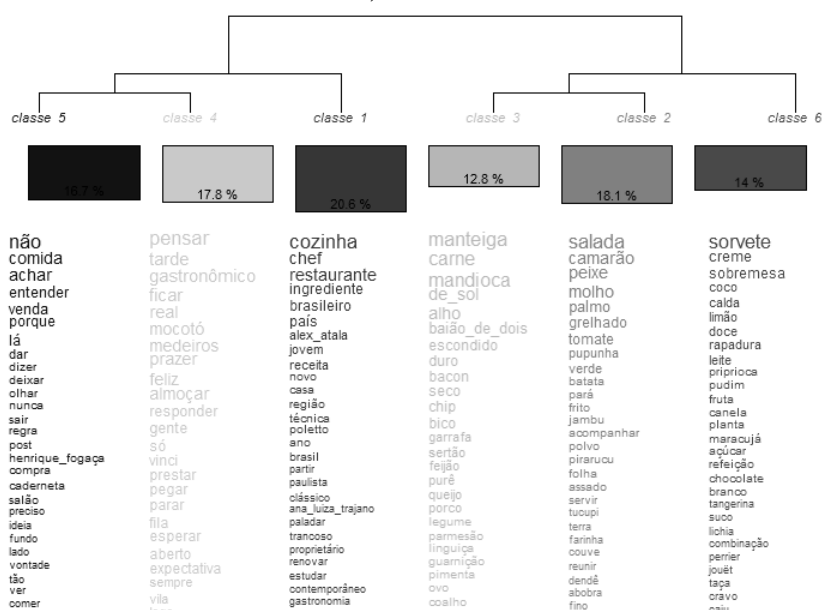 classe 5
classe 4
classe 1
classe 3
classe 2
classe 6
16.7 %
17.8 %
20.6 %
12.8 %
18.1 %
14 %
não
comida
achar
entender
venda
porque
lá
dar
dizer
deixar
olhar
nunca
sair
regra
post
henrique_fogaça
compra
caderneta
salão
preciso
ideia
fundo
lado
vontade
tão
ver
comer
pensar
tarde
gastronômico
ficar
real
mocotó
medeiros
prazer
feliz
almoçar
responder
gente
só
vinci
prestar
pegar
parar
fila
esperar
aberto
expectativa
sempre
vila
cozinha
chef
restaurante
ingrediente
brasileiro
país
alex_atala
jovem
receita
novo
casa
região
técnica
poletto
ano
brasil
partir
paulista
clássico
ana_luiza_trajano
paladar
trancoso
proprietário
renovar
estudar
contemporâneo
gastronomia
manteiga
carne
mandioca
de_sol
alho
baião_de_dois
escondido
duro
bacon
seco
chip
bico
garrafa
sertão
feijão
purê
queijo
porco
legume
parmesão
linguiça
guarnição
pimenta
ovo
coalho
salada
camarão
peixe
molho
palmo
grelhado
tomate
pupunha
verde
batata
pará
frito
jambu
acompanhar
polvo
pirarucu
folha
assado
servir
tucupi
terra
farinha
couve
reunir
dendê
abobra
fino
sorvete
creme
sobremesa
coco
calda
limão
doce
rapadura
leite
priprioca
pudim
fruta
canela
planta
maracujá
açúcar
refeição
chocolate
branco
tangerina
suco
lichia
combinação
perrier
jouët
taça
cravo
caju